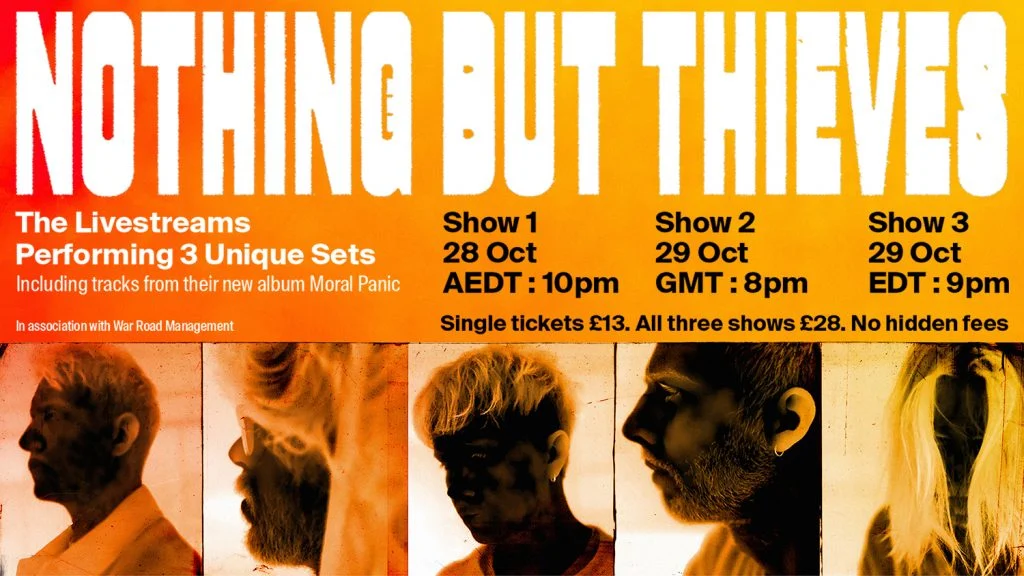 NOTHING BUT THIEVES
The Livestreams
Performing 3 Unique Sets
Including tracks from their new album Moral Panic
In association with War Road Management
Show 1
28 Oct
AEDT : 10pm
Show 2
29 Oct
GMT : 8pm
Show 3
29 Oct
EDT : 9pm
Single tickets £13. All three shows £28. No hidden fees